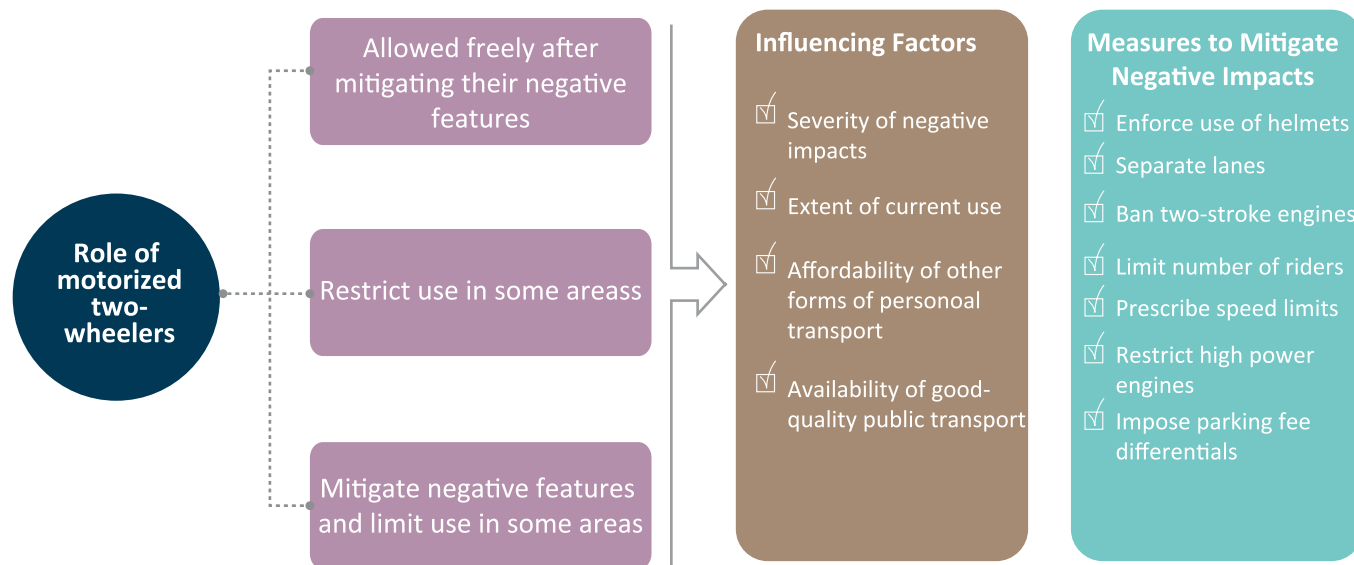 Role of
motorized
two-
wheelers
Allowed freely after
mitigating their negative
features
Restrict use in some areass
Mitigate negative features
and limit use in some areas
Influencing Factors
Severity of negative
impacts
Extent of current use
Affordability of other
forms of personoal
transport
Availability of good-
quality public transport
Measures to Mitigate
Negative Impacts
Enforce use of helmets
Separate lanes
Ban two-stroke engines
Limit number of riders
Prescribe speed limits
Restrict high power
engines
Impose parking fee
differentials